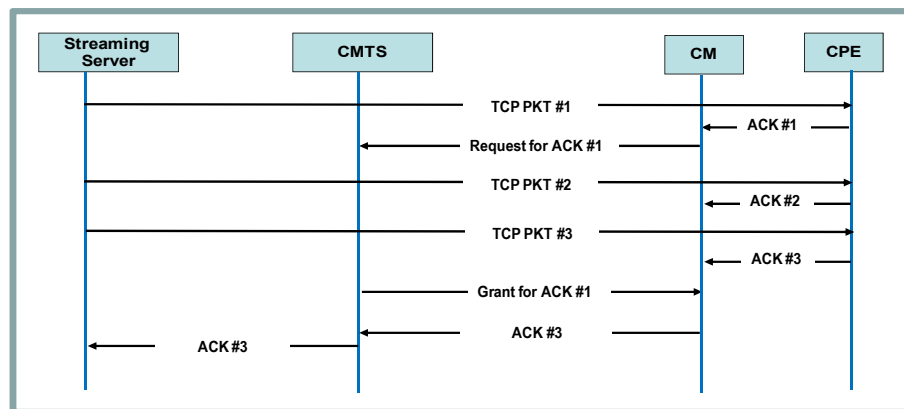 Streaming
Server
CMTS
CM
CPE
TCP PKT #1
ACK #1
Request for ACK #1
TCP PKT #2
ACK #2
TCP PKT #3
ACK #3
Grant for ACK #1
ACK #3
ACK #3